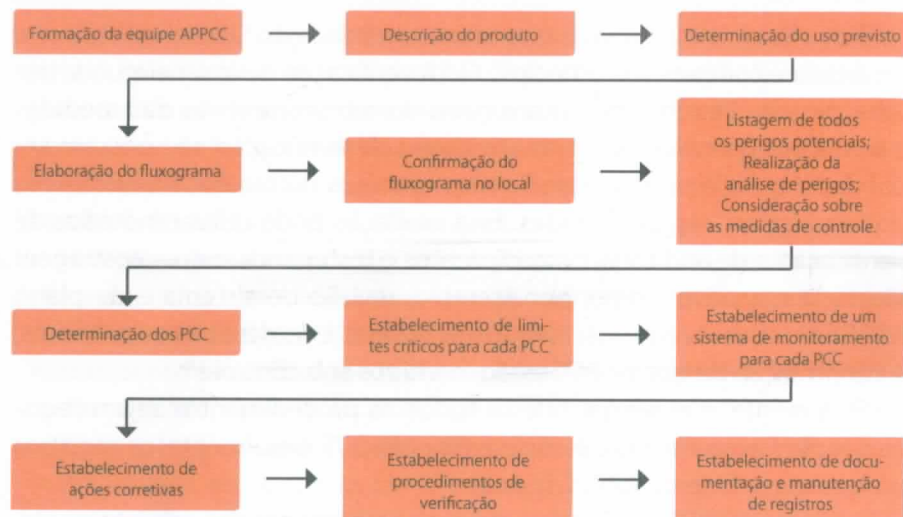 Formação da equipe APPCC
Descrição do produto
Determinação do uso previsto
Elaboração do fluxograma
Confirmação do
fluxograma no local
Listagem de todos
os perigos potenciais;
Realização da
análise de perigos;
Consideração sobre
as medidas de controle.
Determinação dos PCC
Estabelecimento de limi-
tes críticos para cada PCC
Estabelecimento de um
sistema de monitoramento
para cada PCC
Estabelecimento de
ações corretivas
Estabelecimento de
procedimentos de
verificação
Estabelecimento de docu-
mentação e manutenção
de registros